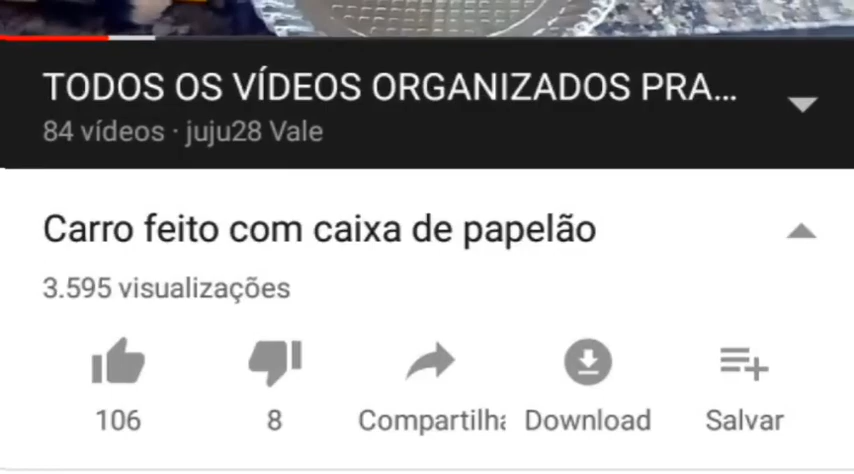 TODOS OS VÍDEOS ORGANIZADOS PRA...
84 vídeos · juju28 Vale
Carro feito com caixa de papelão
3.595 visualizações
106 8 Compartilha Download Salvar